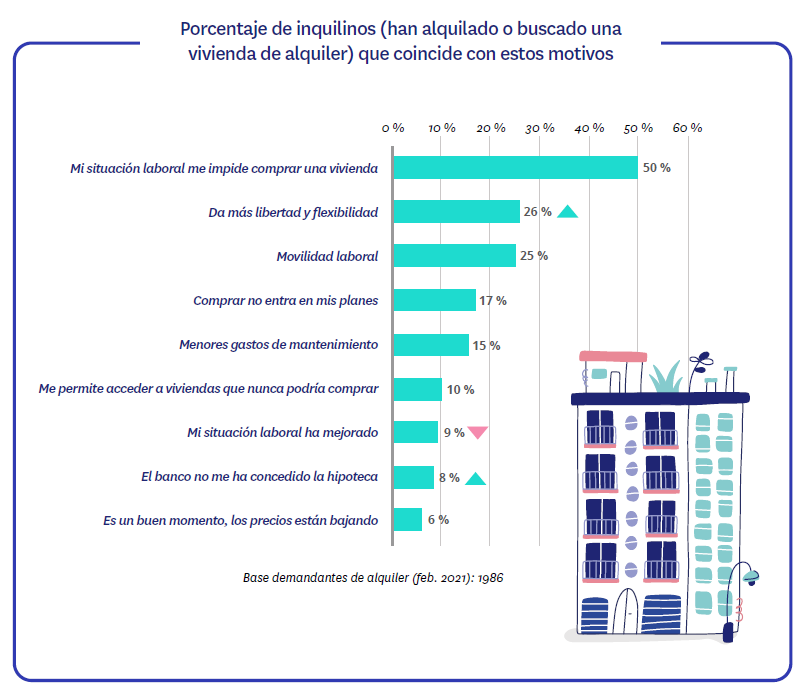 Porcentaje de inquilinos (han alquilado o buscado una
vivienda de alquiler) que coincide con estos motivos
0 % 10 % 20 % 30 % 40 % 50 % 60 %
Mi situación laboral me impide comprar una vivienda 50 %
Da más libertad y flexibilidad 26 %
Movilidad laboral 25 %
Comprar no entra en mis planes 17 %
Menores gastos de mantenimiento 15 %
Me permite acceder a viviendas que nunca podría comprar 10 %
Mi situación laboral ha mejorado 9 %
El banco no me ha concedido la hipoteca 8 %
Es un buen momento, los precios están bajando 6 %
Base demandantes de alquiler (feb. 2021): 1986